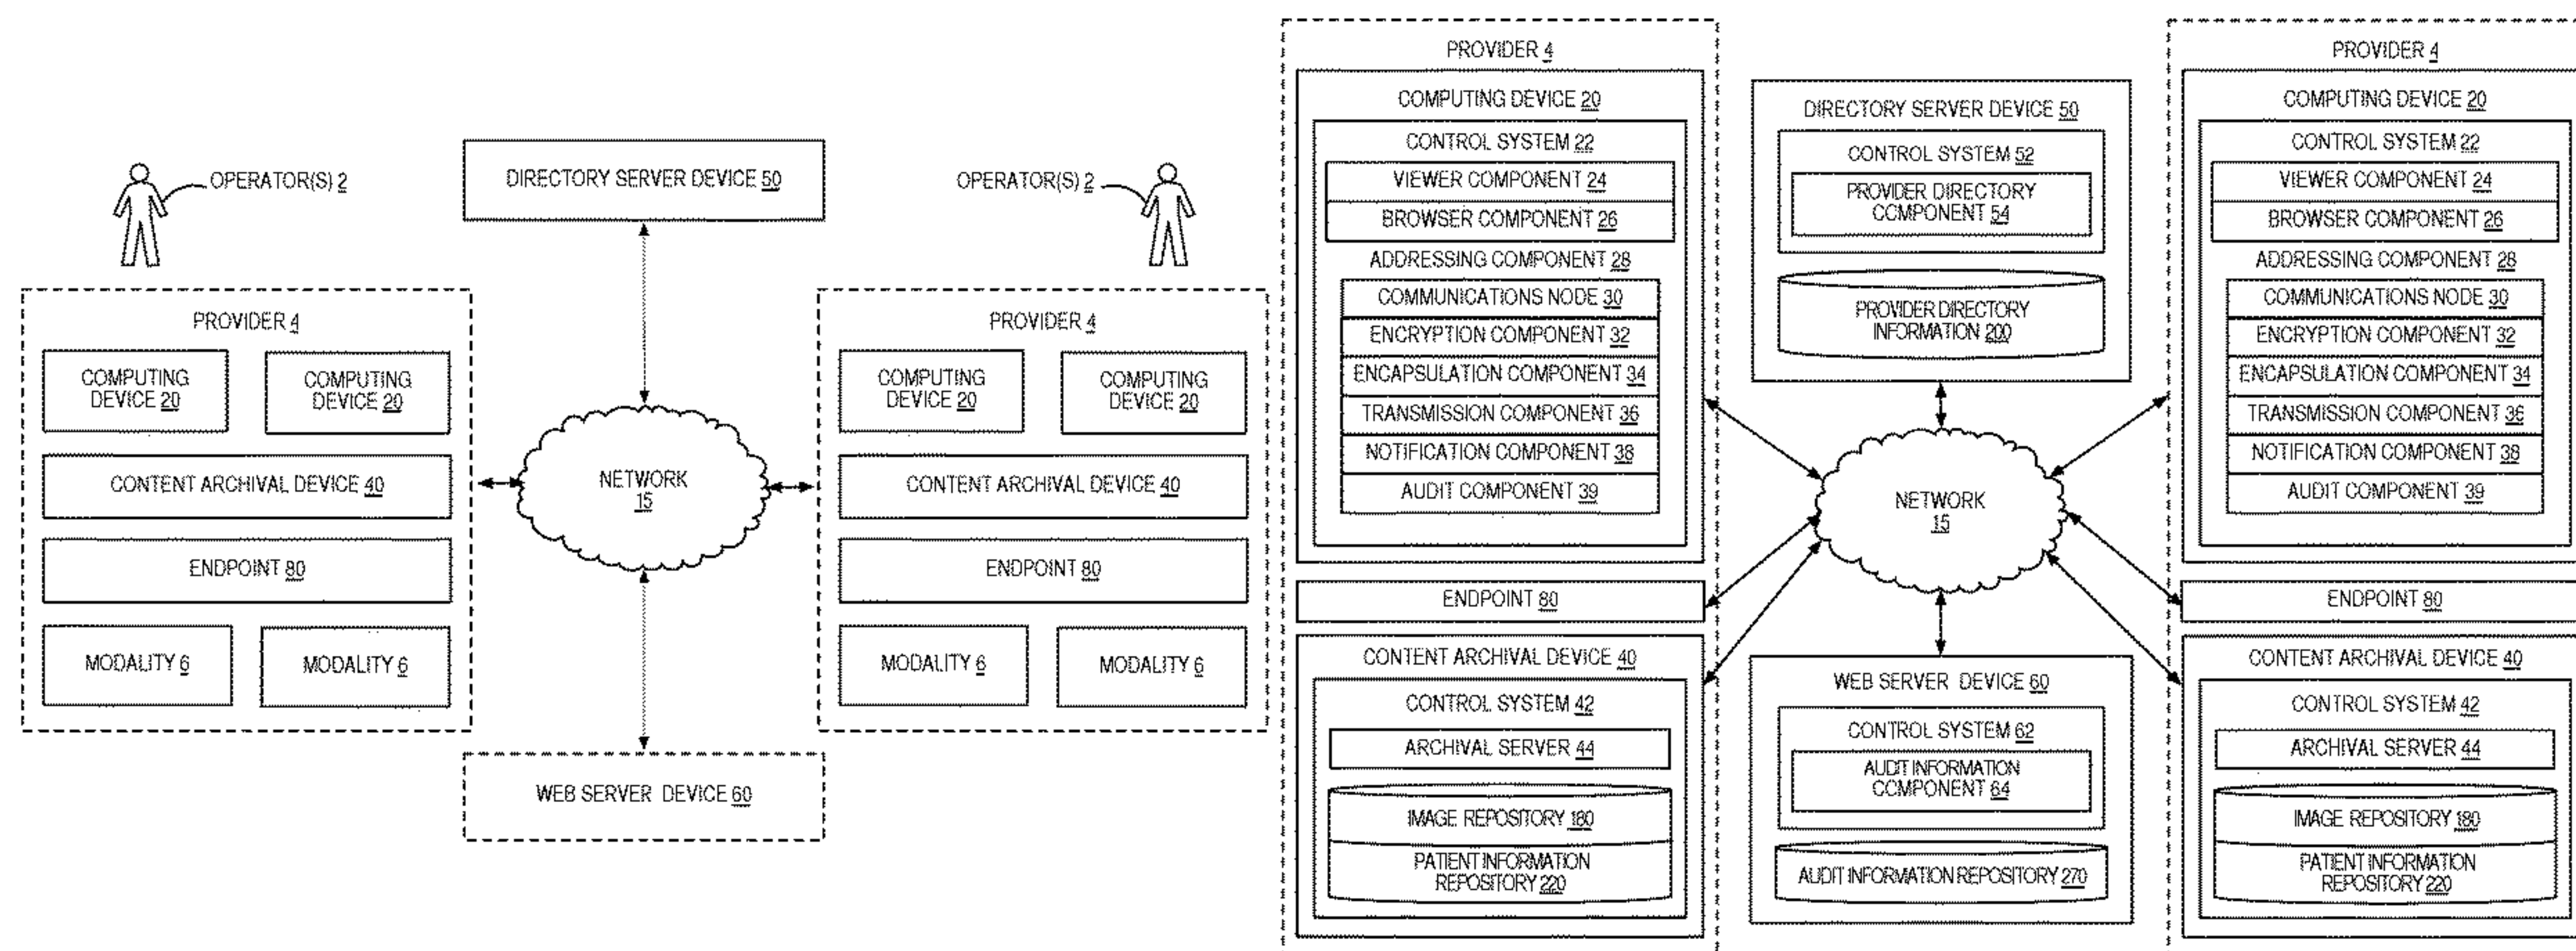 OPERATOR(S) 2
DIRECTORY SERVER DEVICE 50
OPERATOR(S) 2
PROVIDER 4
COMPUTING
DEVICE 20
COMPUTING
DEVICE 20
CONTENT ARCHIVAL DEVICE 40
ENDPOINT 80
MODALITY 6
MODALITY 6
NETWORK
15
WEB SERVER DEVICE 60
PROVIDER 4
COMPUTING
DEVICE 20
COMPUTING
DEVICE 20
CONTENT ARCHIVAL DEVICE 40
ENDPOINT 80
MODALITY 6
MODALITY 6
PROVIDER 4
COMPUTING DEVICE 20
CONTROL SYSTEM 22
VIEWER COMPONENT 24
BROWSER COMPONENT 26
ADDRESSING COMPONENT 28
COMMUNICATIONS NODE 30
ENCRYPTION COMPONENT 32
ENCAPSULATION COMPONENT 34
TRANSMISSION COMPONENT 36
NOTIFICATION COMPONENT 38
AUDIT COMPONENT 39
ENDPOINT 80
CONTENT ARCHIVAL DEVICE 40
CONTROL SYSTEM 42
ARCHIVAL SERVER 44
IMAGE REPOSITORY 180
PATIENT INFORMATION
REPOSITORY 220
DIRECTORY SERVER DEVICE 50
CONTROL SYSTEM 52
PROVIDER DIRECTORY
COMPONENT 54
PROVIDER DIRECTORY
INFORMATION 200
NETWORK
15
WEB SERVER DEVICE 60
CONTROL SYSTEM 62
AUDIT INFORMATION
COMPONENT 64
AUDIT INFORMATION REPOSITORY 270
PROVIDER 4
COMPUTING DEVICE 20
CONTROL SYSTEM 22
VIEWER COMPONENT 24
BROWSER COMPONENT 26
ADDRESSING COMPONENT 28
COMMUNICATIONS NODE 30
ENCRYPTION COMPONENT 32
ENCAPSULATION COMPONENT 34
TRANSMISSION COMPONENT 36
NOTIFICATION COMPONENT 38
AUDIT COMPONENT 39
ENDPOINT 80
CONTENT ARCHIVAL DEVICE 40
CONTROL SYSTEM 42
ARCHIVAL SERVER 44
IMAGE REPOSITORY 180
PATIENT INFORMATION
REPOSITORY 220